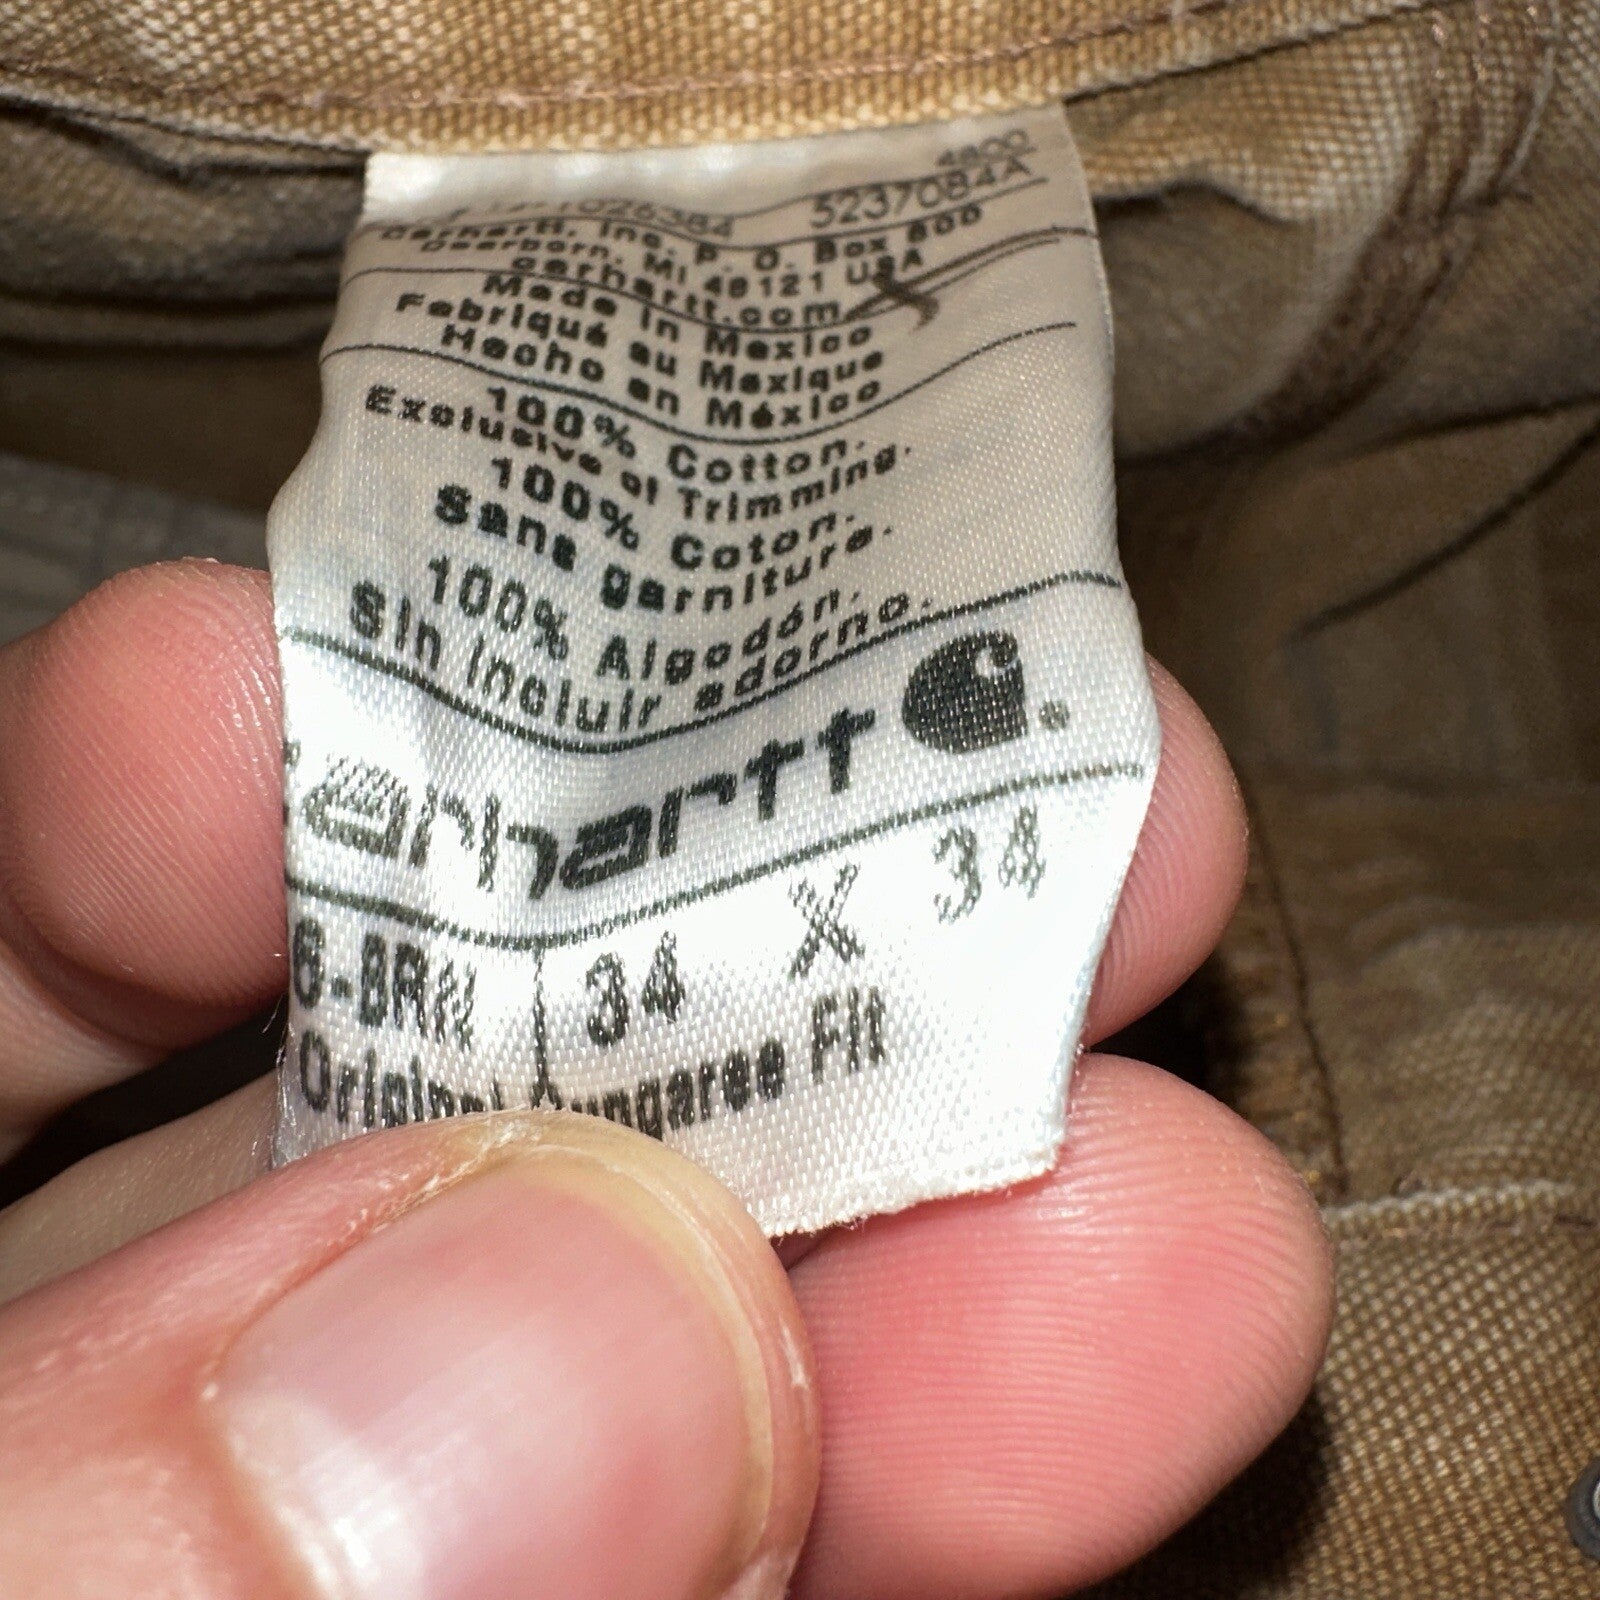 4800
5237084A
Carhartt, Inc. P. O. Box 600
Dearborn, MI 48121 USA
carhartt.com
Made in Mexico
Fabriqué au Mexique
Hecho en México
100% Cotton.
Exclusive of Trimming.
100% Coton.
Sans garniture.
100% Algodón.
Sin incluir adorno.
arhartt
34 X 34
Fit